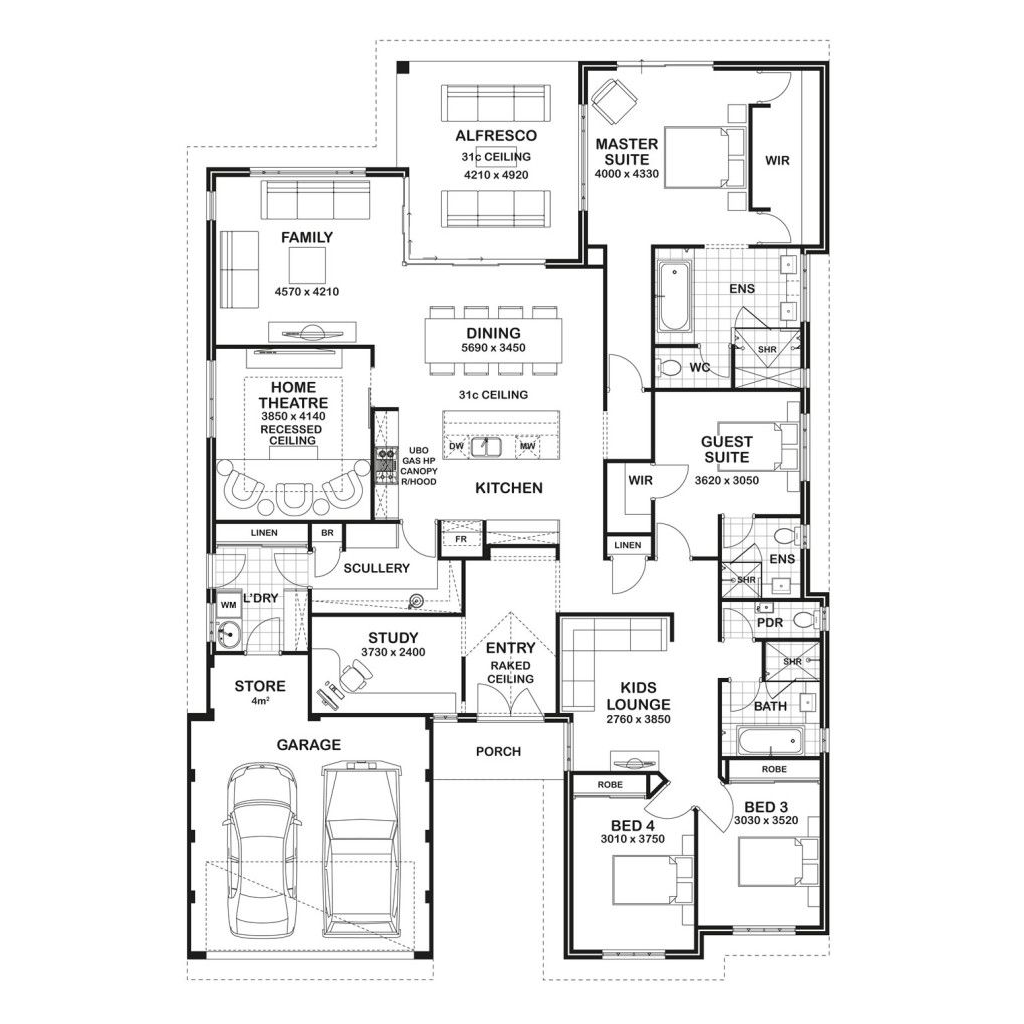 ALFRESCO
31c CEILING
4210 x 4920
MASTER
SUITE
4000 x 4330
WIR
FAMILY
4570 x 4210
ENS
DINING
5690 x 3450
SHR
WC
HOME
THEATRE
3850 x 4140
RECESSED
CEILING
31c CEILING
DW
MW
UBO
GAS HP
CANOPY
R/HOOD
GUEST
SUITE
3620 x 3050
WIR
KITCHEN
LINEN
BR
FR
LINEN
SCULLERY
ENS
SHR
WM
L'DRY
PDR
STUDY
3730 x 2400
ENTRY
RAKED
CEILING
SHR
STORE
4m²
KIDS
LOUNGE
2760 x 3850
BATH
GARAGE
PORCH
ROBE
ROBE
BED 3
3030 x 3520
BED 4
3010 x 3750